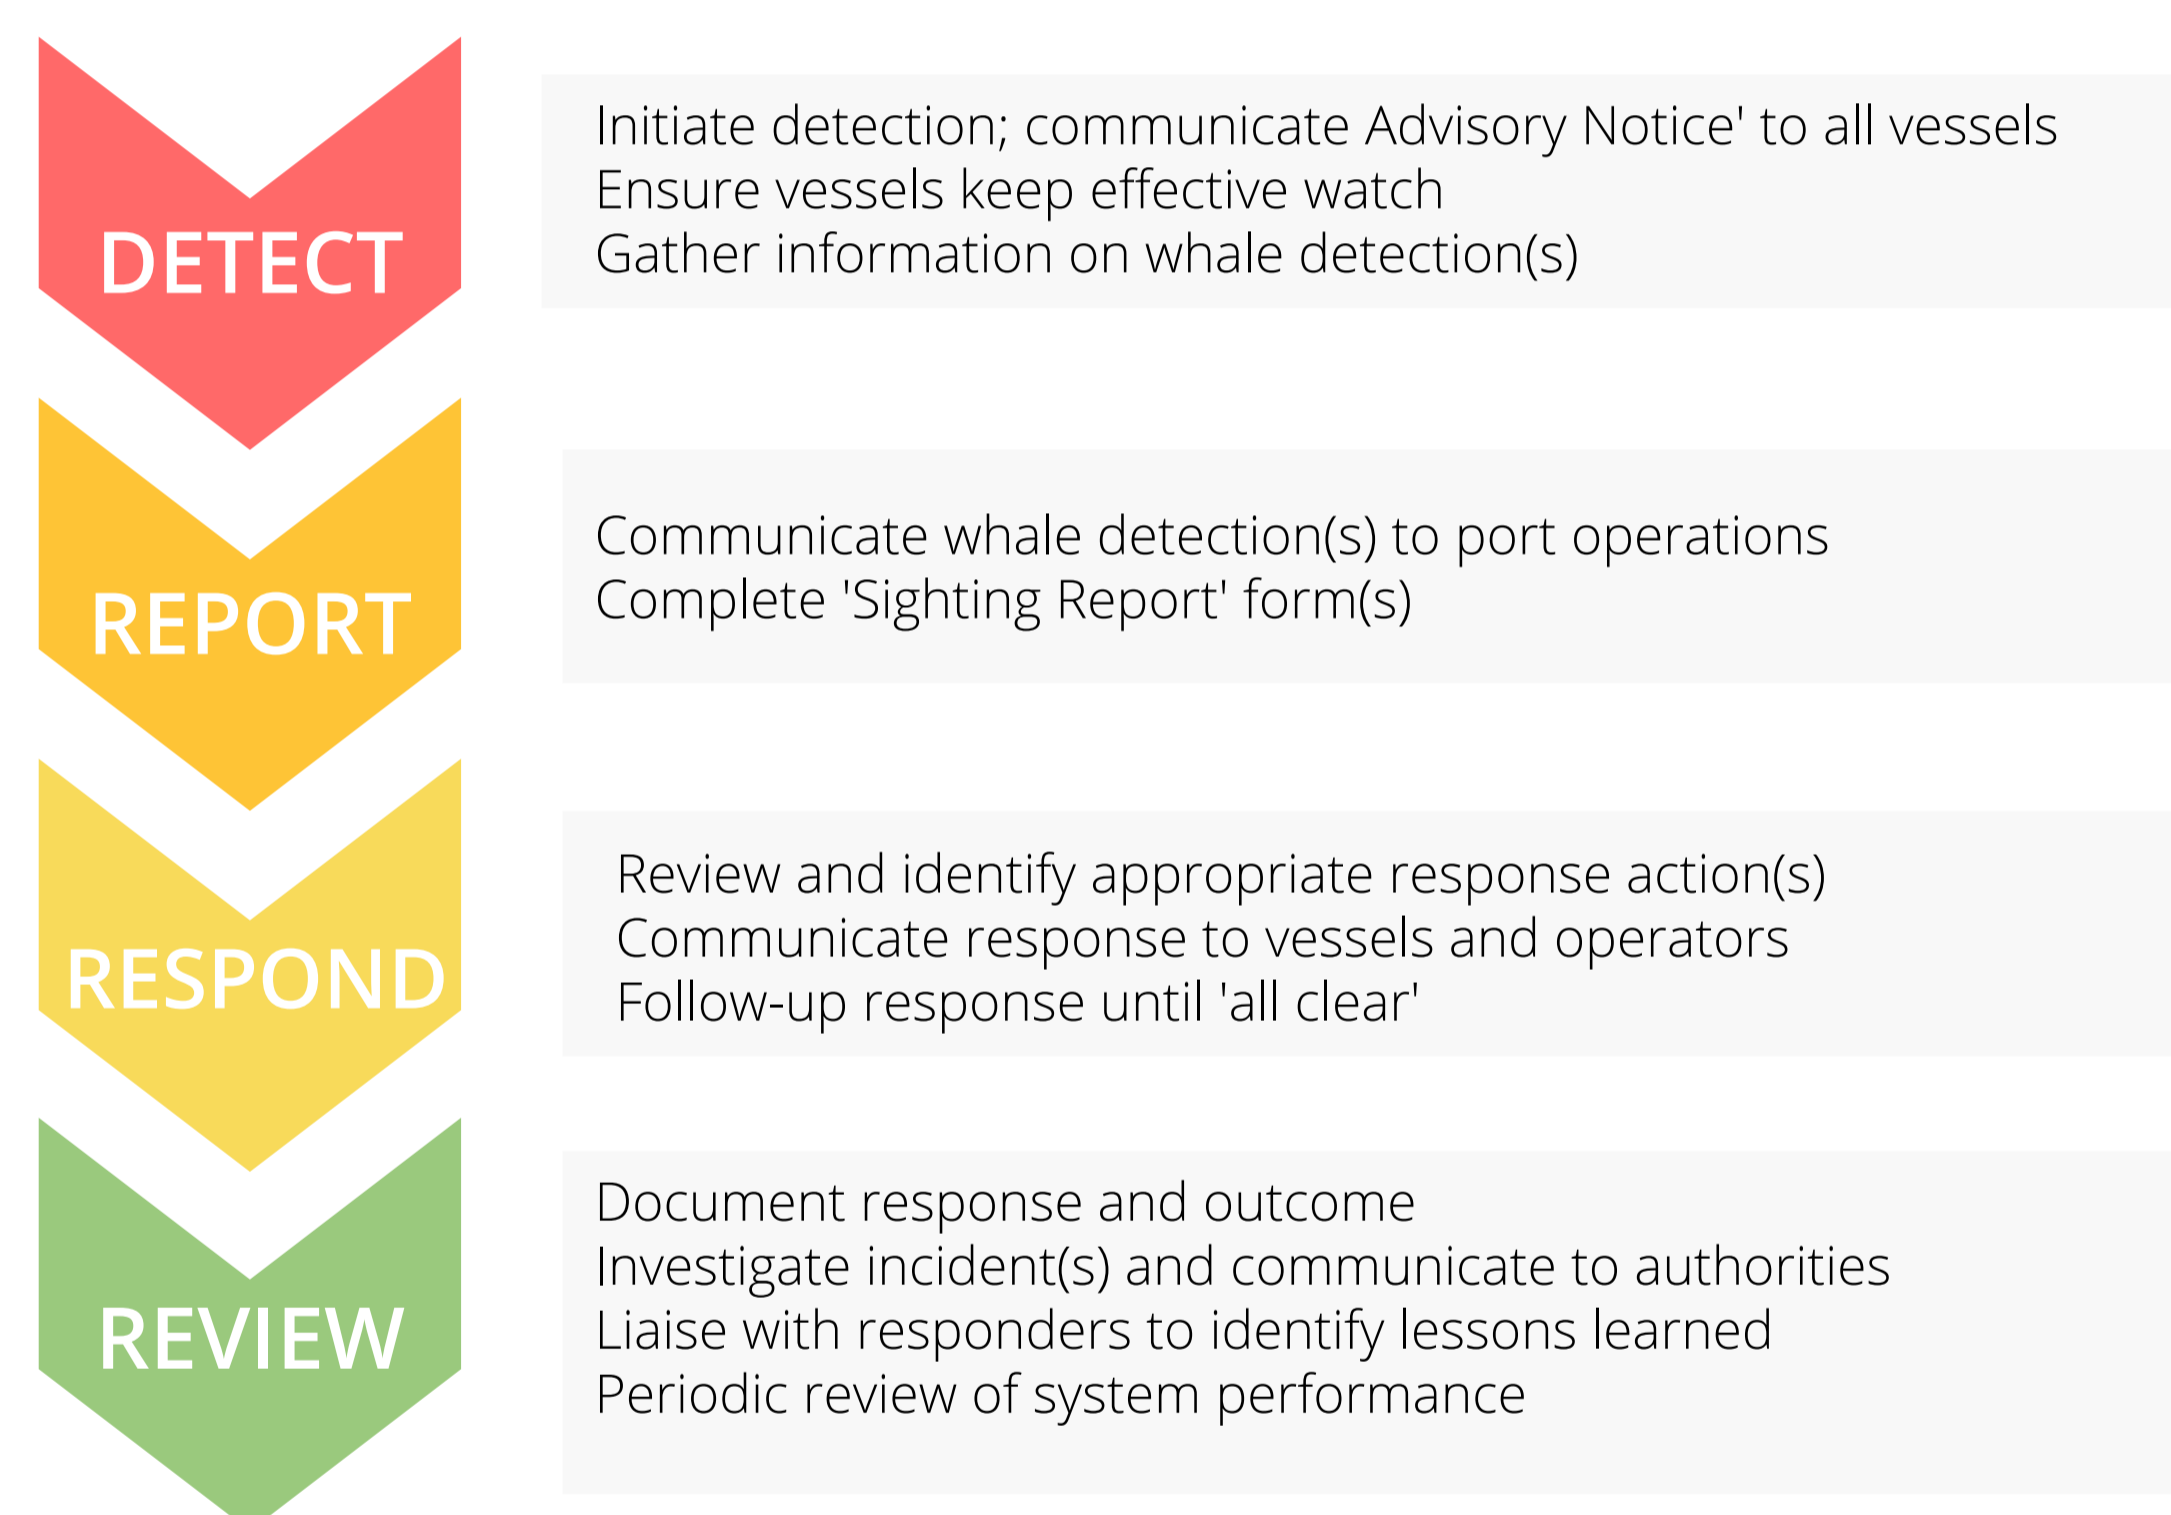 DETECT
Initiate detection; communicate Advisory Notice' to all vessels
Ensure vessels keep effective watch
Gather information on whale detection(s)
REPORT
Communicate whale detection(s) to port operations
Complete 'Sighting Report' form(s)
RESPOND
Review and identify appropriate response action(s)
Communicate response to vessels and operators
Follow-up response until 'all clear'
REVIEW
Document response and outcome
Investigate incident(s) and communicate to authorities
Liaise with responders to identify lessons learned
Periodic review of system performance